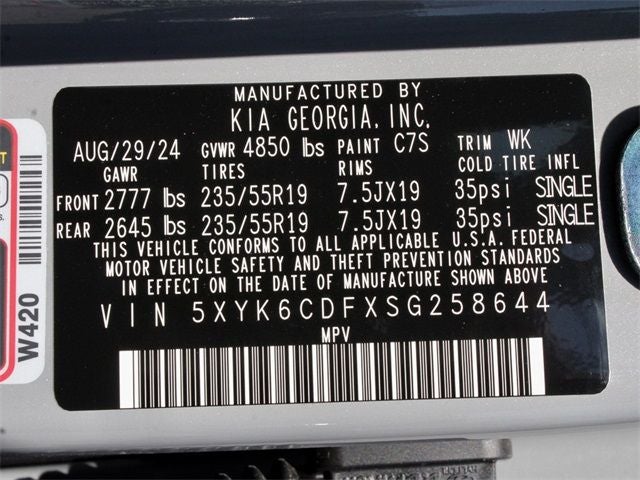 MANUFACTURED BY
KIA GEORGIA, INC.
AUG/29/24 GVWR 4850 lbs PAINT C7S TRIM WK
GAWR TIRES RIMS COLD TIRE INFL
FRONT 2777 lbs 235/55R19 7.5JX19 35psi SINGLE
REAR 2645 lbs 235/55R19 7.5JX19 35psi SINGLE
THIS VEHICLE CONFORMS TO ALL APPLICABLE U.S.A. FEDERAL
MOTOR VEHICLE SAFETY AND THEFT PREVENTION STANDARDS
IN EFFECT ON THE DATE OF MANUFACTURE SHOWN ABOVE
VIN 5XYK6CDFXSG258644
MPV
W420